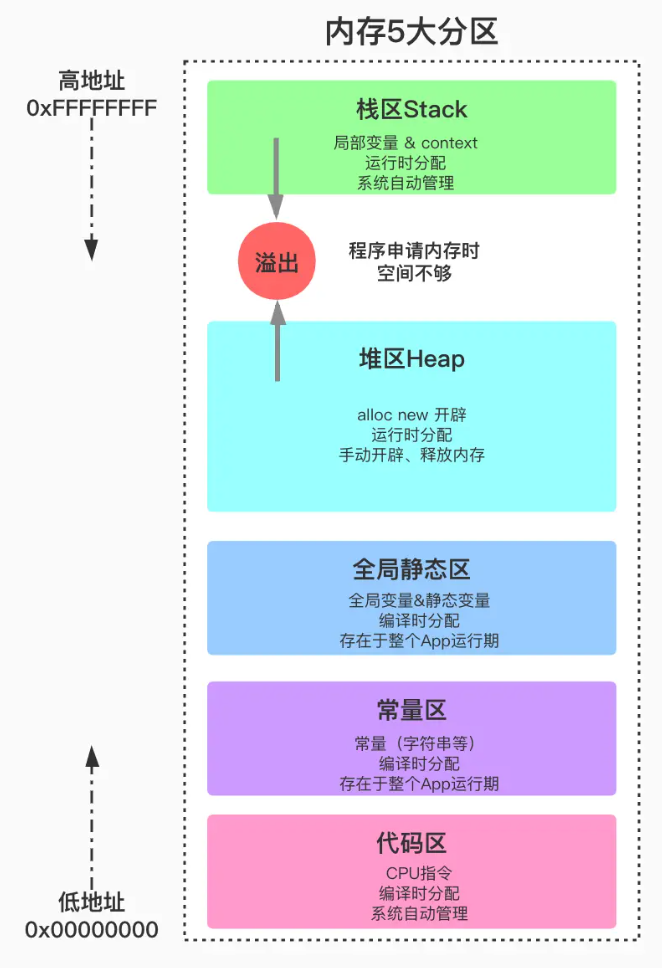 内存5大分区
高地址
0xFFFFFFFF
栈区Stack
局部变量 & context
运行时分配
系统自动管理
溢出
程序申请内存时
空间不够
堆区Heap
alloc new 开辟
运行时分配
手动开辟、释放内存
全局静态区
全局变量&静态变量
编译时分配
存在于整个App运行期
常量区
常量（字符串等）
编译时分配
存在于整个App运行期
代码区
CPU指令
编译时分配
系统自动管理
低地址
0x00000000